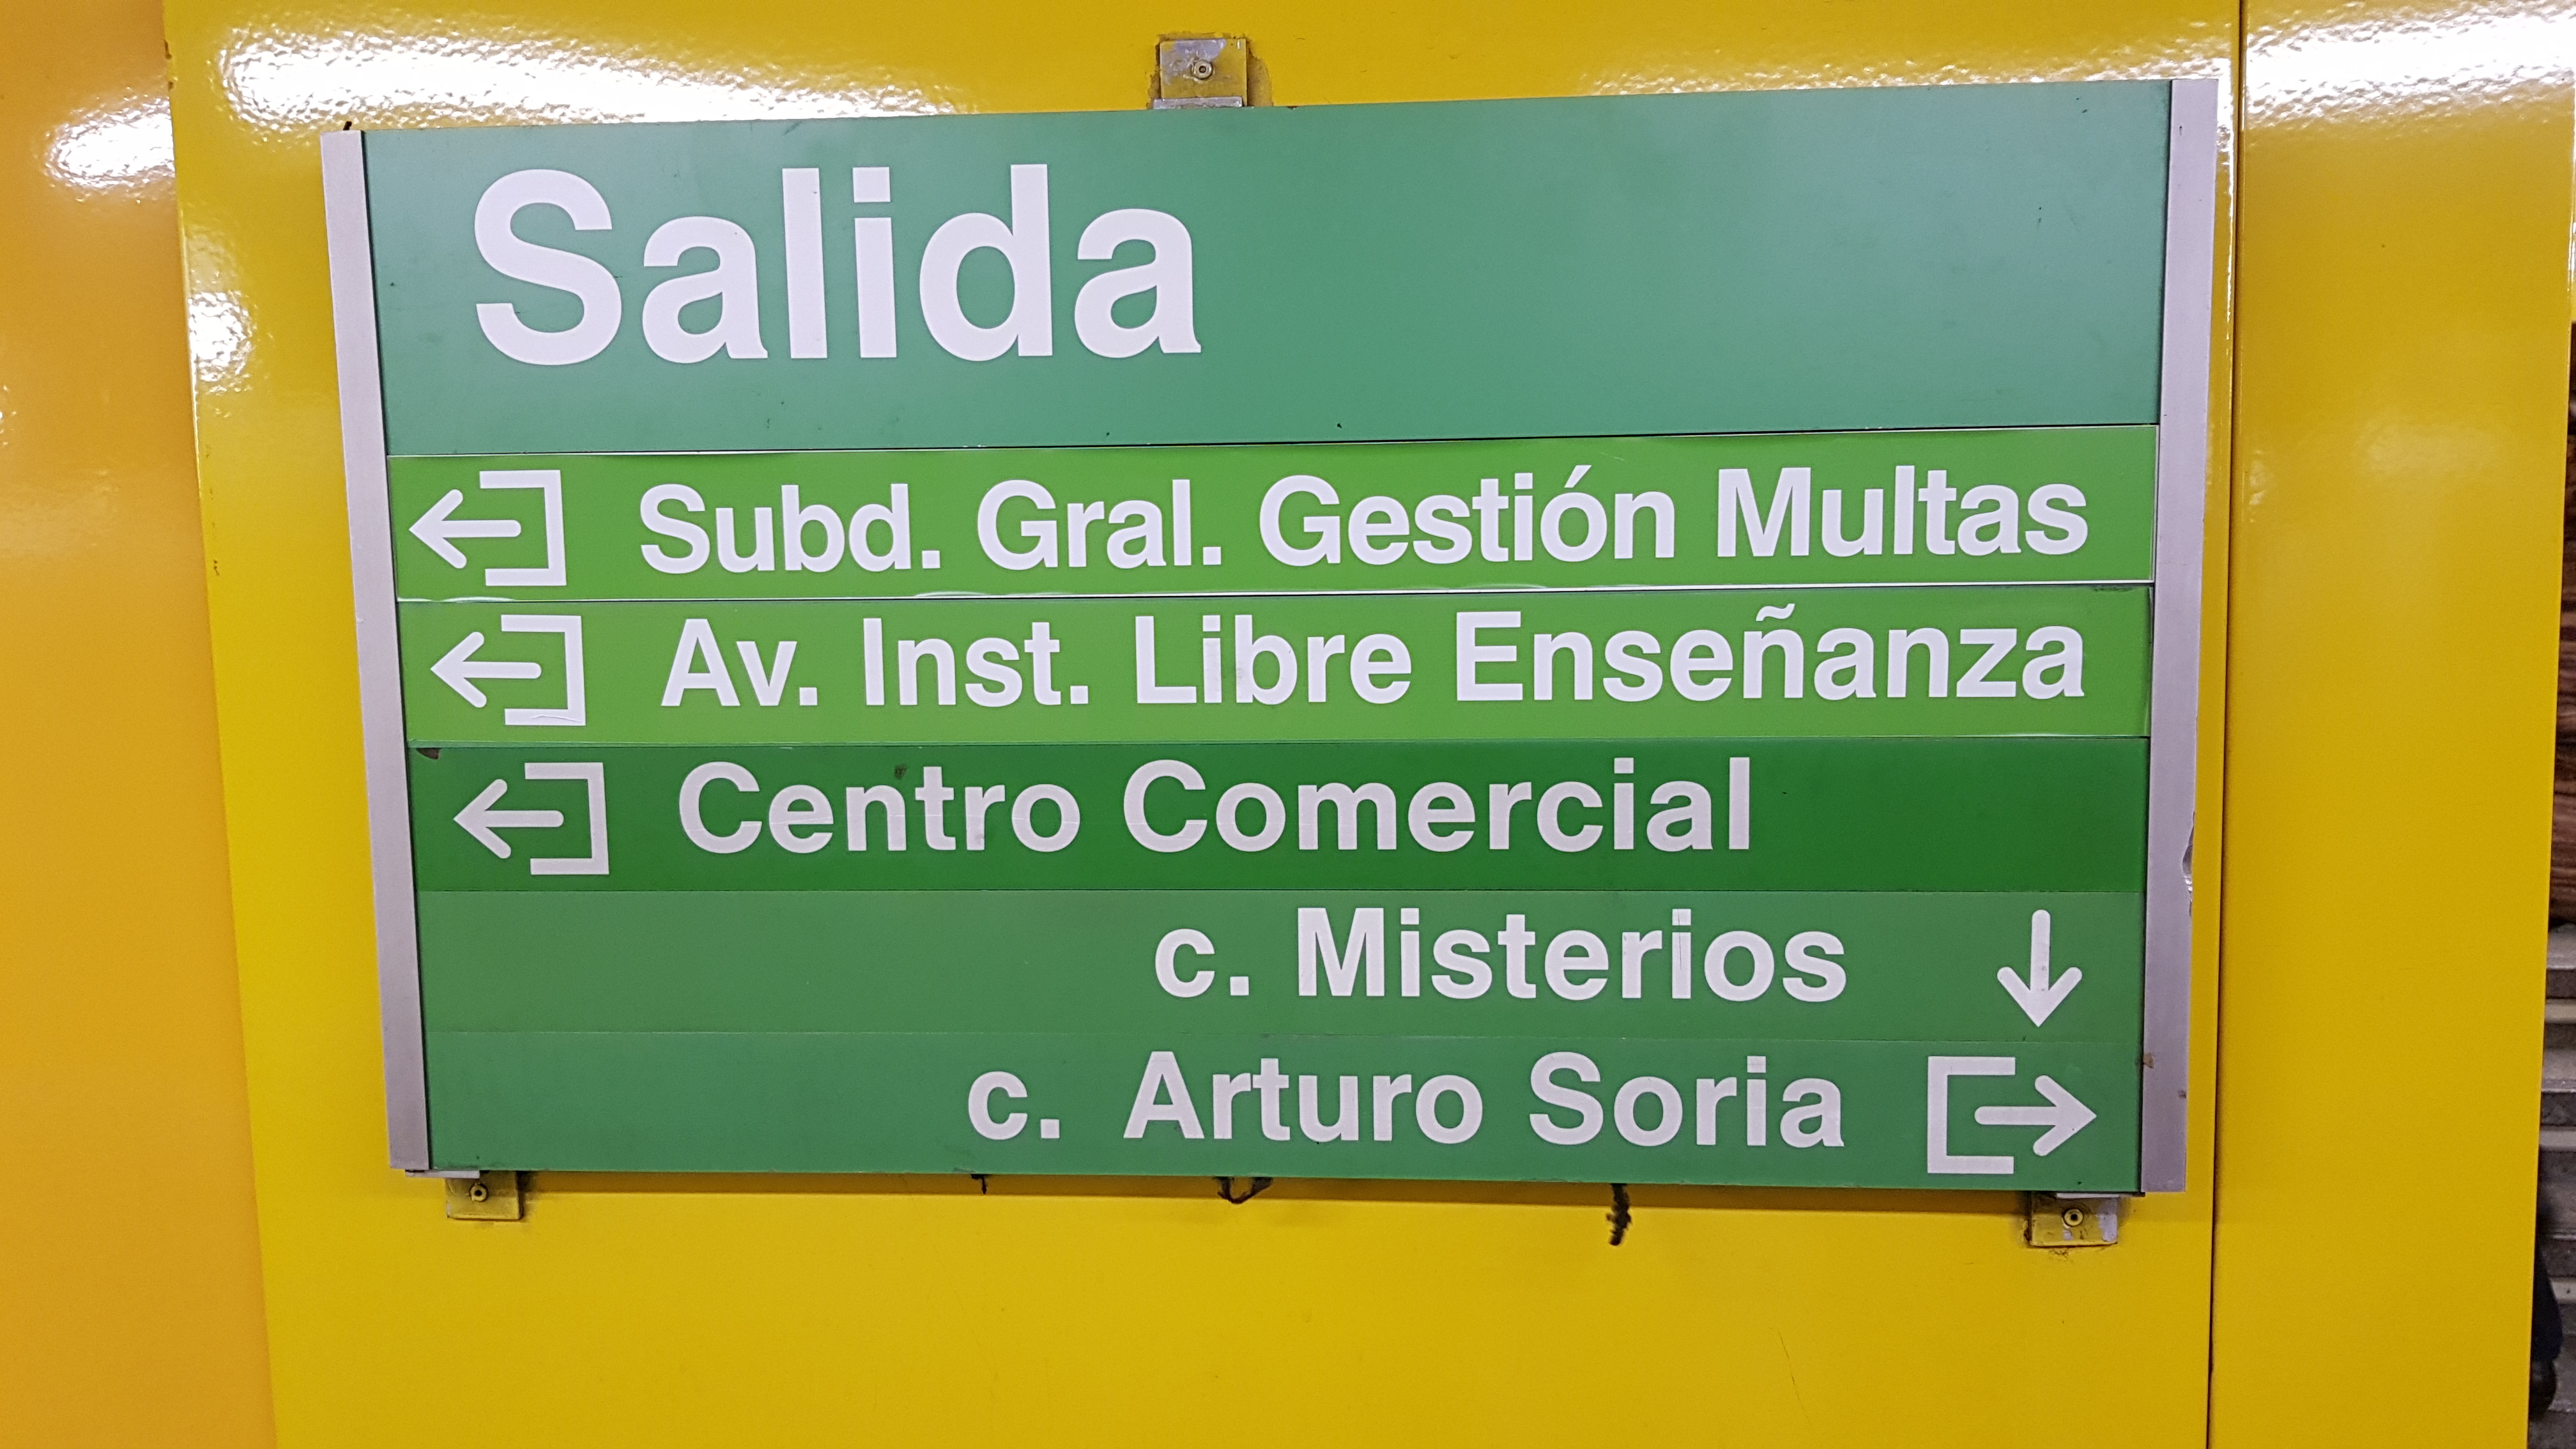 Salida
Subd. Gral. Gestión Multas
Av. Inst. Libre Enseñanza
Centro Comercial
c. Misterios
c. Arturo Soria